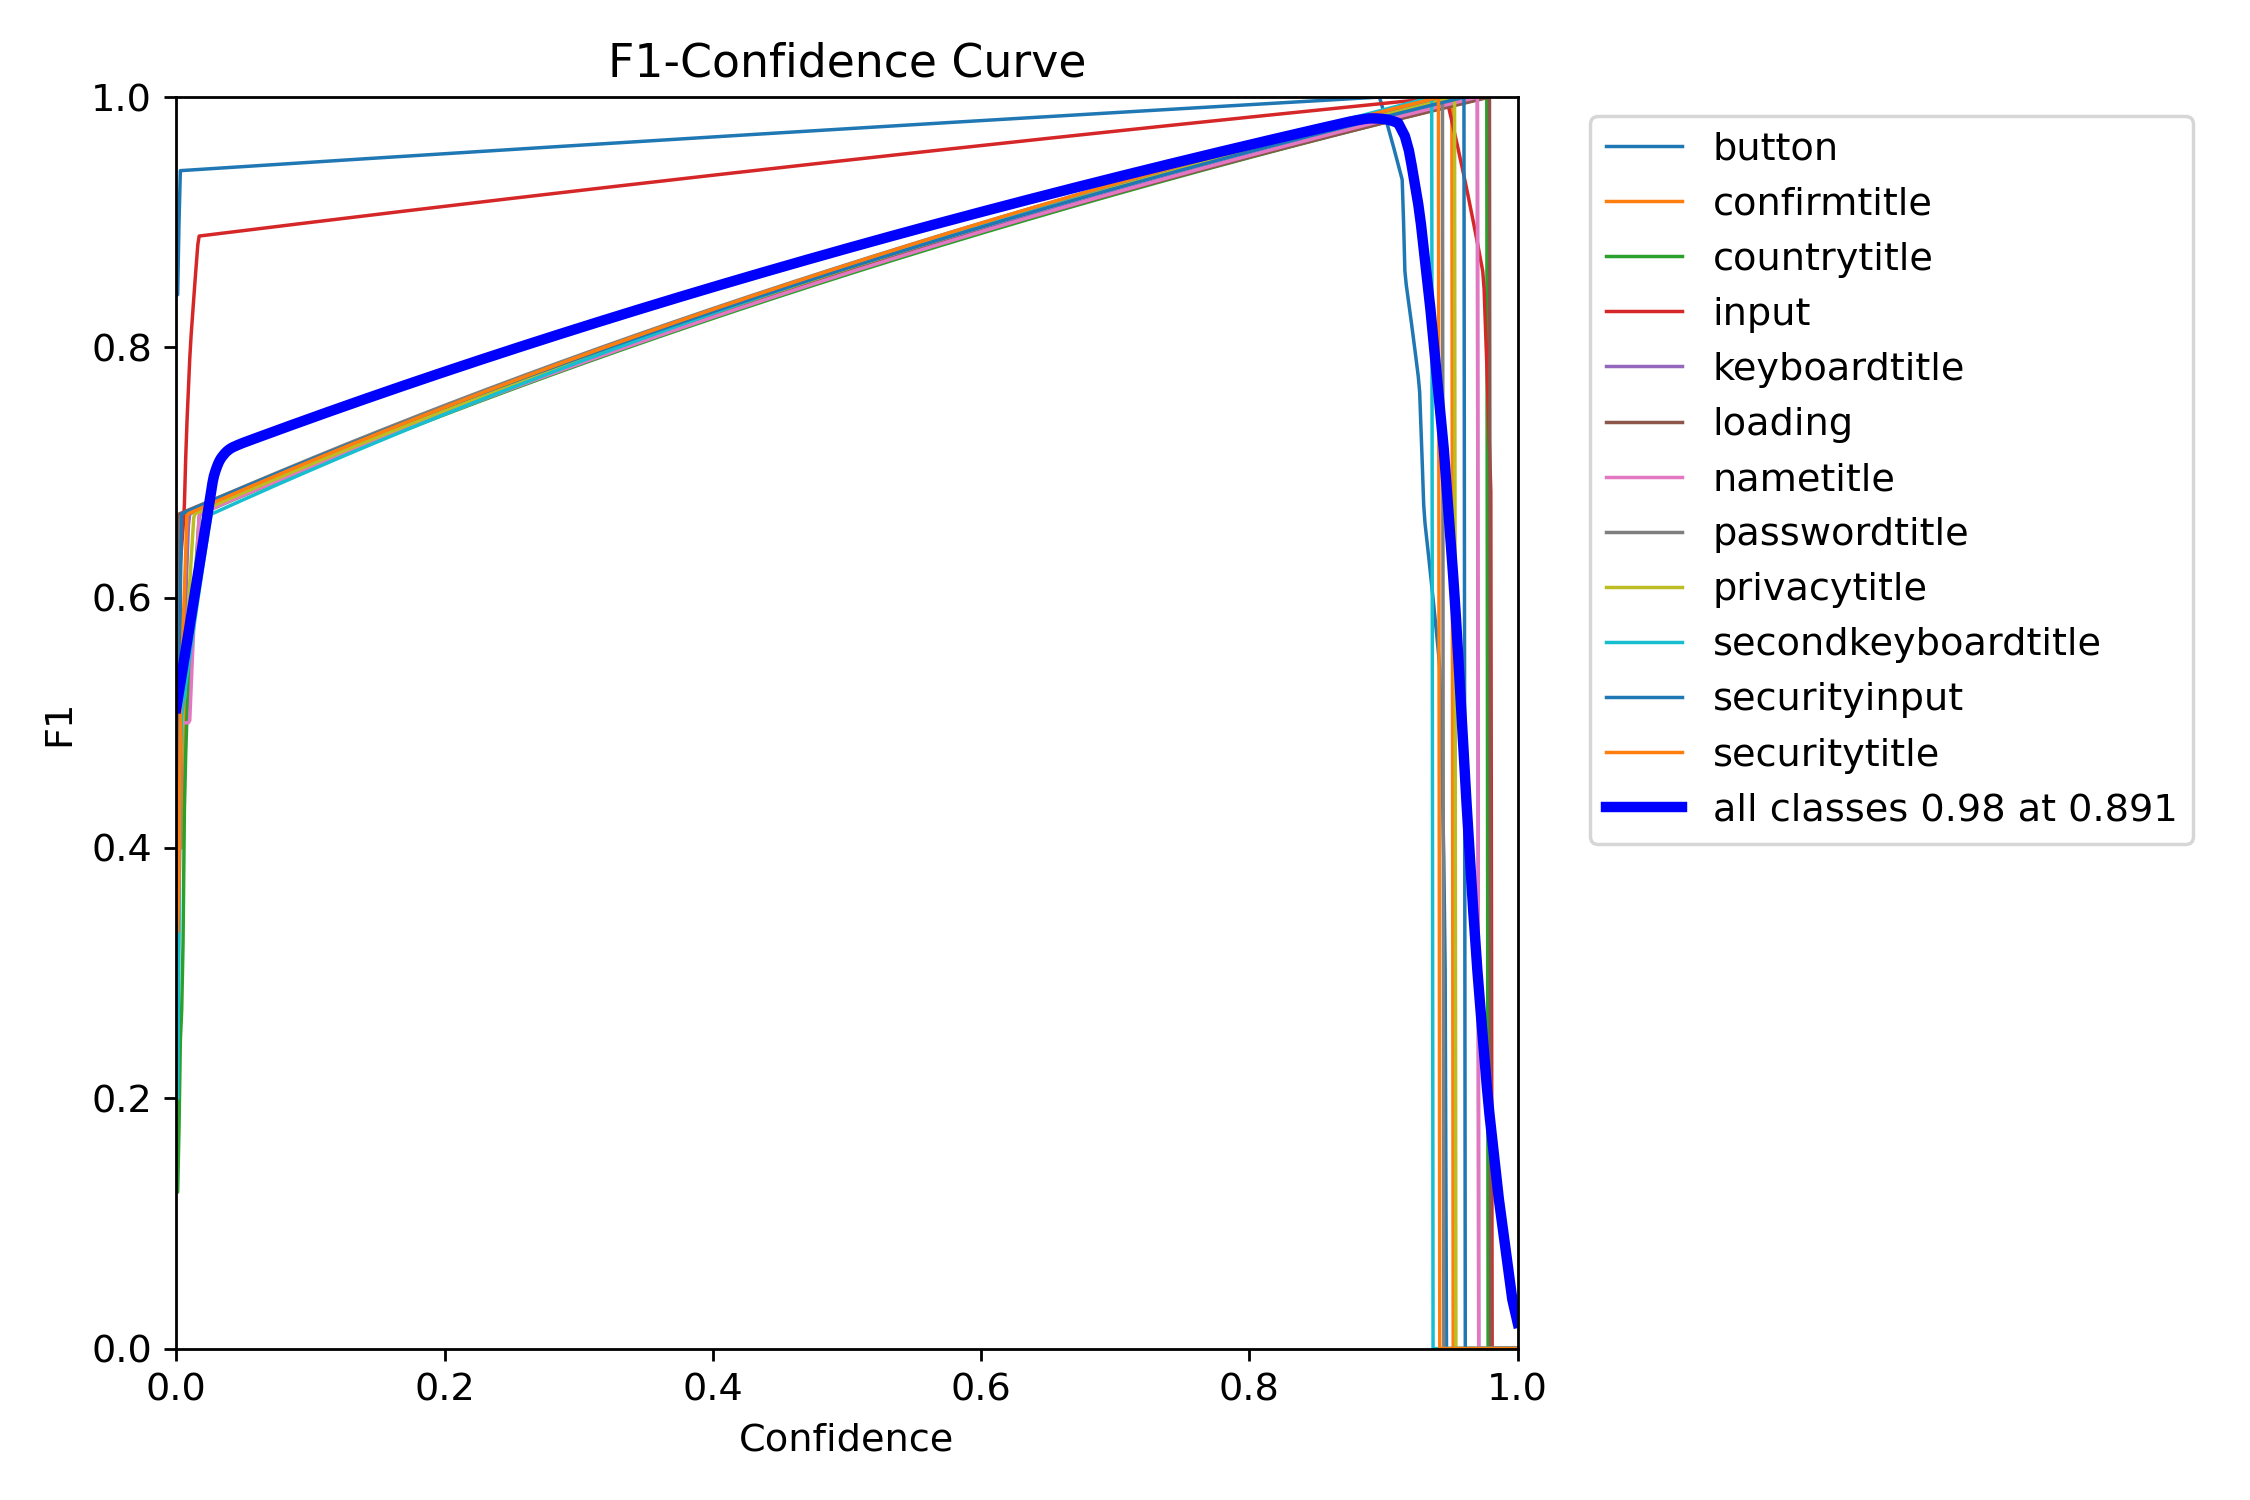 F1-Confidence Curve
1.0
0.8
0.6
0.4
0.2
0.0
F1
0.0 0.2 0.4 0.6 0.8 1.0
Confidence
button
confirmtitle
countrytitle
input
keyboardtitle
loading
nametitle
passwordtitle
privacytitle
secondkeyboardtitle
securityinput
securitytitle
all classes 0.98 at 0.891